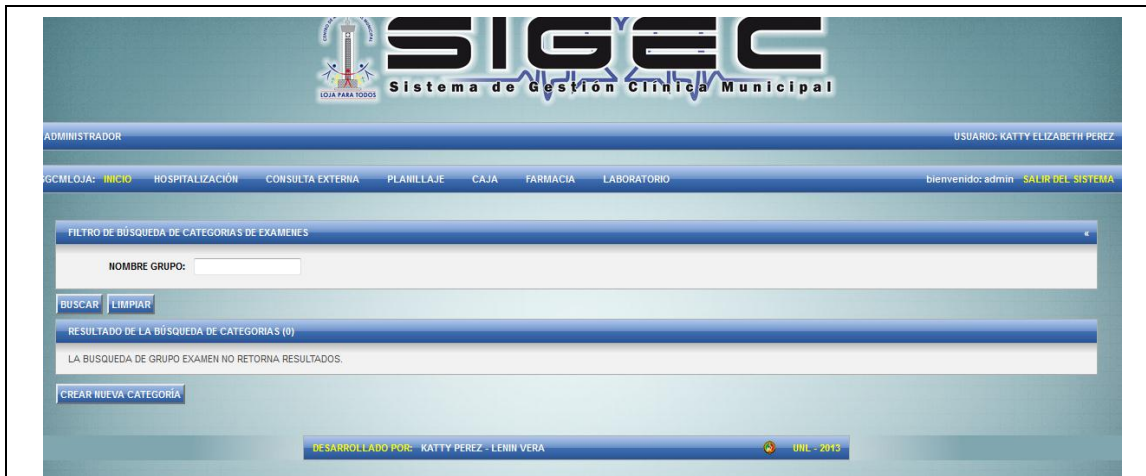 SIGEC
Sistema de Gestión Clínica Municipal
LOJA PARA TODOS
ADMINISTRADOR USUARIO: KATTY ELIZABETH PEREZ
GCMLOJA: INICIO HOSPITALIZACIÓN CONSULTA EXTERNA PLANILLAJE CAJA FARMACIA LABORATORIO bienvenido: admin SALIR DEL SISTEMA
FILTRO DE BÚSQUEDA DE CATEGORIAS DE EXAMENES «
NOMBRE GRUPO:
BUSCAR LIMPIAR
RESULTADO DE LA BÚSQUEDA DE CATEGORIAS (0)
LA BUSQUEDA DE GRUPO EXAMEN NO RETORNA RESULTADOS.
CREAR NUEVA CATEGORÍA
DESARROLLADO POR: KATTY PEREZ - LENIN VERA UNL - 2013